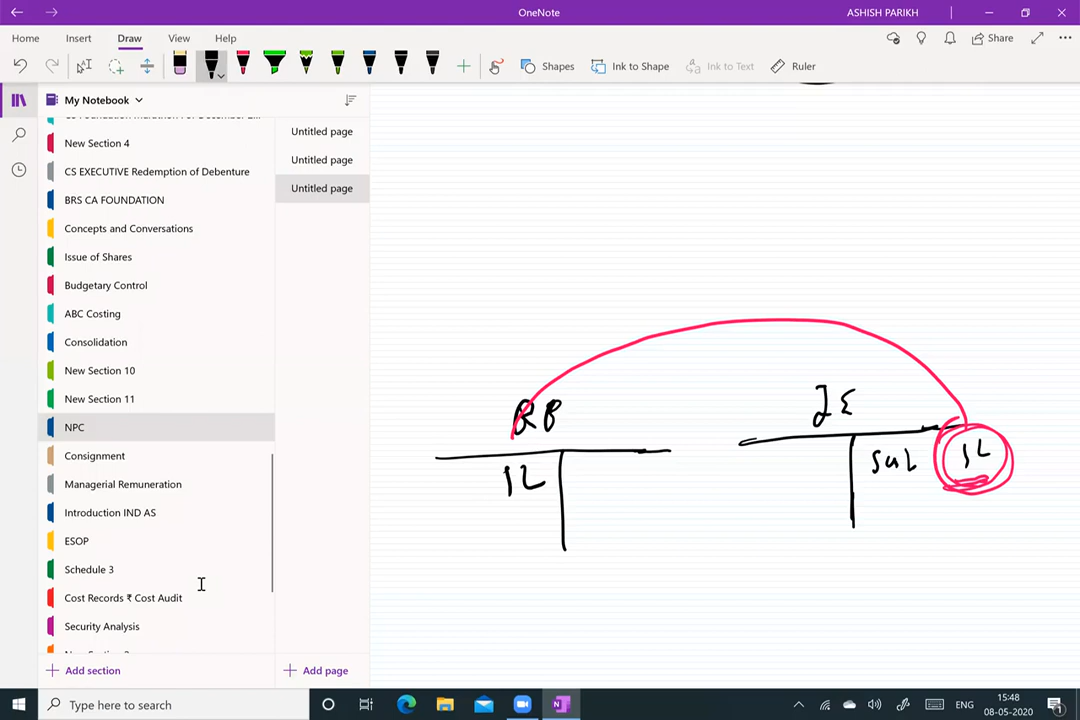 OneNote
ASHISH PARIKH
Home Insert Draw View Help
Share
Shapes
Ink to Shape
Ink to Text
Ruler
My Notebook
New Section 4
CS EXECUTIVE Redemption of Debenture
BRS CA FOUNDATION
Concepts and Conversations
Issue of Shares
Budgetary Control
ABC Costing
Consolidation
New Section 10
New Section 11
NPC
Consignment
Managerial Remuneration
Introduction IND AS
ESOP
Schedule 3
Cost Records ₹ Cost Audit
Security Analysis
Add section
Untitled page
Untitled page
Untitled page
Add page
1L
1L
Type here to search
ENG
15:48
08-05-2020
1